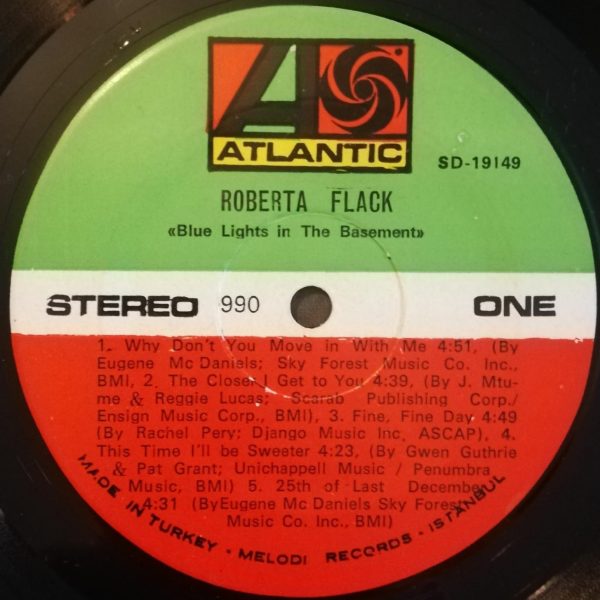 ATLANTIC
SD-19149
ROBERTA FLACK
«Blue Lights in The Basement»
STEREO 990 ONE
1. Why Don't You Move in With Me 4:51, (By
Eugene Mc Daniels; Sky Forest Music Co. Inc.,
BMI, 2. The Closer I Get to You 4:39, (By J. Mtu-
me & Reggie Lucas; Scarab Publishing Corp./
Ensign Music Corp., BMI), 3. Fine, Fine Day 4:49
(By Rachel Pery; Django Music Inc, ASCAP), 4.
This Time I'll be Sweeter 4:23, (By Gwen Guthrie
& Pat Grant; Unichappell Music / Penumbra
Music, BMI) 5. 25th of Last December
4:31 (ByEugene Mc Daniels Sky Forest
Music Co. Inc., BMI)
MADE IN TURKEY · MELODI RECORDS · ISTANBUL